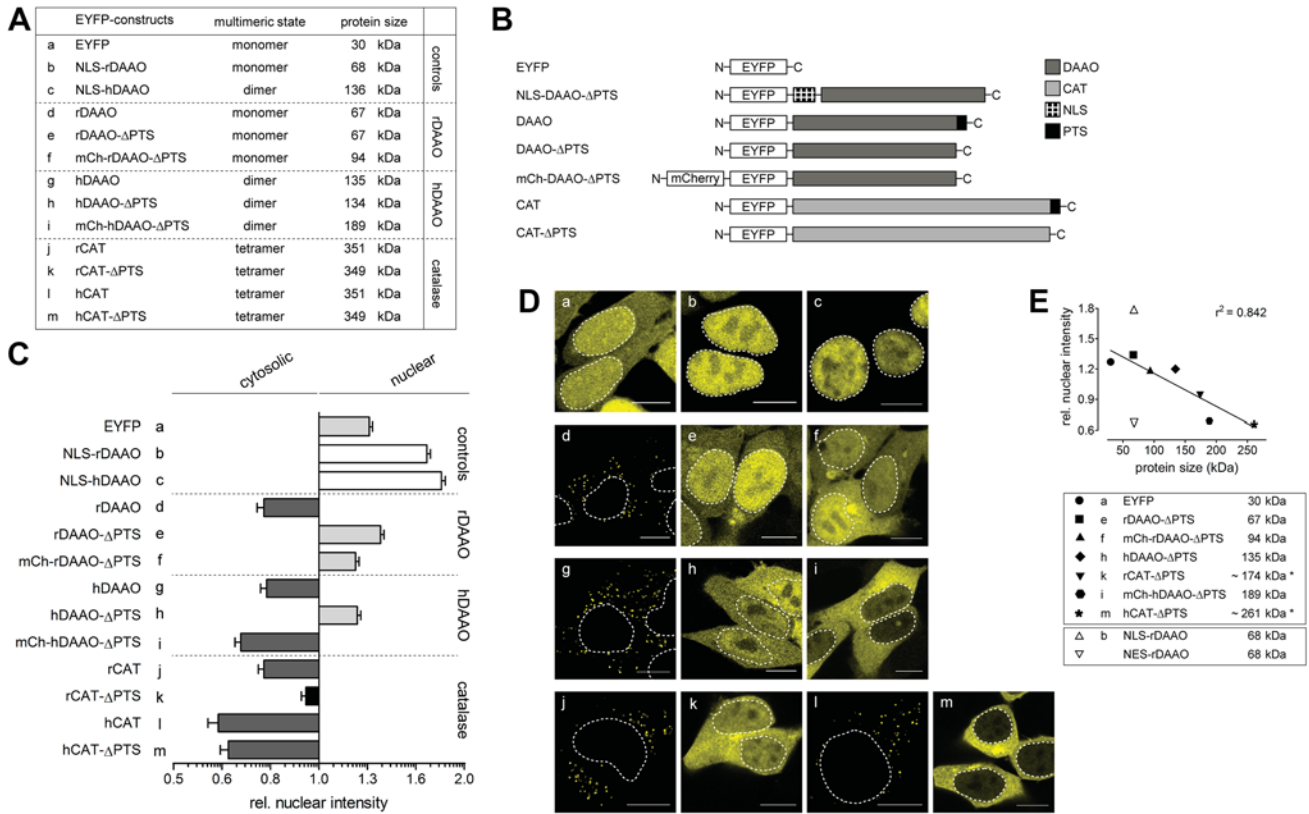 A
EYFP-constructs multimeric state protein size
a EYFP monomer 30 kDa
b NLS-rDAAO monomer 68 kDa
c NLS-hDAAO dimer 136 kDa
controls
d rDAAO monomer 67 kDa
e rDAAO-ΔPTS monomer 67 kDa
f mCh-rDAAO-ΔPTS monomer 94 kDa
rDAAO
g hDAAO dimer 135 kDa
h hDAAO-ΔPTS dimer 134 kDa
i mCh-hDAAO-ΔPTS dimer 189 kDa
hDAAO
j rCAT tetramer 351 kDa
k rCAT-ΔPTS tetramer 349 kDa
l hCAT tetramer 351 kDa
m hCAT-ΔPTS tetramer 349 kDa
catalase
B
EYFP N EYFP C
NLS-DAAO-ΔPTS N EYFP C
DAAO N EYFP C
DAAO-ΔPTS N EYFP C
mCh-DAAO-ΔPTS N mCherry EYFP C
CAT N EYFP C
CAT-ΔPTS N EYFP C
DAAO
CAT
NLS
PTS
C
cytosolic nuclear
EYFP a
NLS-rDAAO b
NLS-hDAAO c
controls
rDAAO d
rDAAO-ΔPTS e
mCh-rDAAO-ΔPTS f
rDAAO
hDAAO g
hDAAO-ΔPTS h
mCh-hDAAO-ΔPTS i
hDAAO
rCAT j
rCAT-ΔPTS k
hCAT l
hCAT-ΔPTS m
catalase
0.5 0.6 1.0 1.3 1.6 2.0
rel. nuclear intensity
D
a b c
d e f
g h i
j k l m
E
r² = 0.842
rel. nuclear intensity
1.8
1.5
1.2
0.9
0.6
50 100 150 200 250
protein size (kDa)
a EYFP 30 kDa
e rDAAO-ΔPTS 67 kDa
f mCh-rDAAO-ΔPTS 94 kDa
h hDAAO-ΔPTS 135 kDa
k rCAT-ΔPTS ~ 174 kDa *
i mCh-hDAAO-ΔPTS 189 kDa
m hCAT-ΔPTS ~ 261 kDa *
b NLS-rDAAO 68 kDa
NES-rDAAO 68 kDa